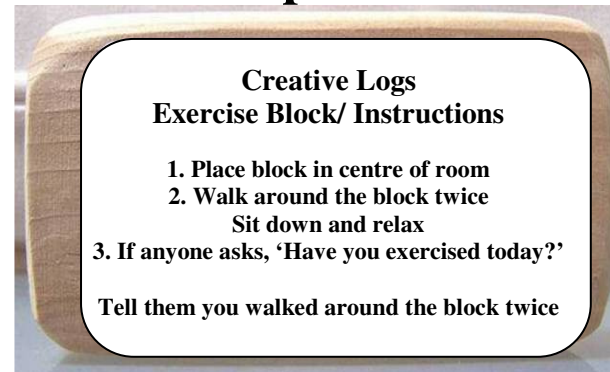 Creative Logs
Exercise Block/ Instructions
1. Place block in centre of room
2. Walk around the block twice
Sit down and relax
3. If anyone asks, ‘Have you exercised today?’
Tell them you walked around the block twice